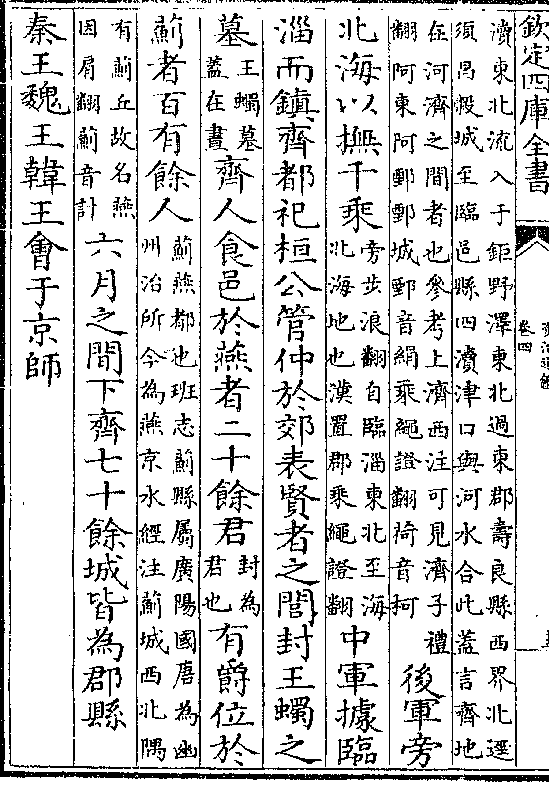 欽定四庫全書
卷四
瀆東北流入于鉅野澤東北過東郡壽良縣西界北逕
須昌穀城至臨邑縣四瀆津口與河水合此蓋言齊地
在河濟之間者也參考上濟西注可見濟子禮
翻阿東阿鄄鄄城鄄音絹乘繩證翻荷音柯
後軍旁
北海以撫千乘
旁步浪翻自臨淄東北至海
北海地也漢置郡乘繩證翻
中軍據臨
淄而鎮齊都祀桓公管仲於郊表賢者之閭封王蠋之
墓
王蠋墓
蓋在畫
齊人食邑於燕者二十餘君
封為
君也
有爵位於
薊者百有餘人
薊燕都也班志薊縣屬廣陽國唐為幽
州治所今為燕京水經注薊城西北隅
有薊丘故名燕
因肩翻薊音計
六月之間下齊七十餘城皆為郡縣
秦王魏王韓王會于京師